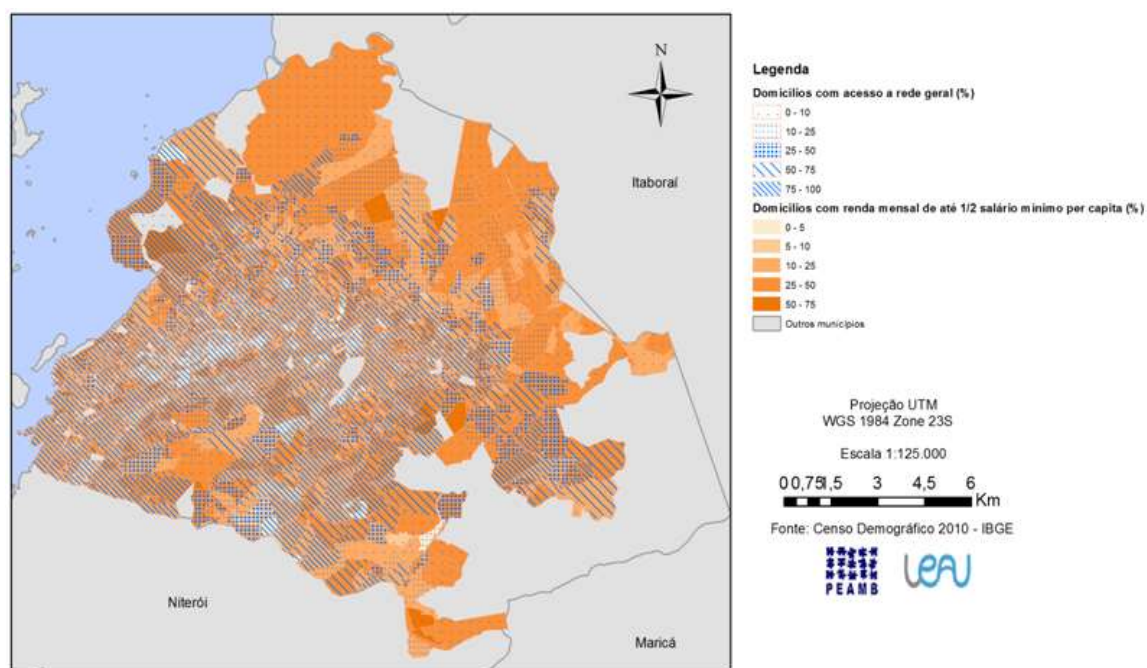 N
Itaboraí
Niterói
Maricá
Legenda
Domicílios com acesso a rede geral (%)
0 - 10
10 - 25
25 - 50
50 - 75
75 - 100
Domicílios com renda mensal de até 1/2 salário mínimo per capita (%)
0 - 5
5 - 10
10 - 25
25 - 50
50 - 75
Outros municípios
Projeção UTM
WGS 1984 Zone 23S
Escala 1:125.000
0 0,75 1,5 3 4,5 6
Km
Fonte: Censo Demográfico 2010 - IBGE
PEAMB